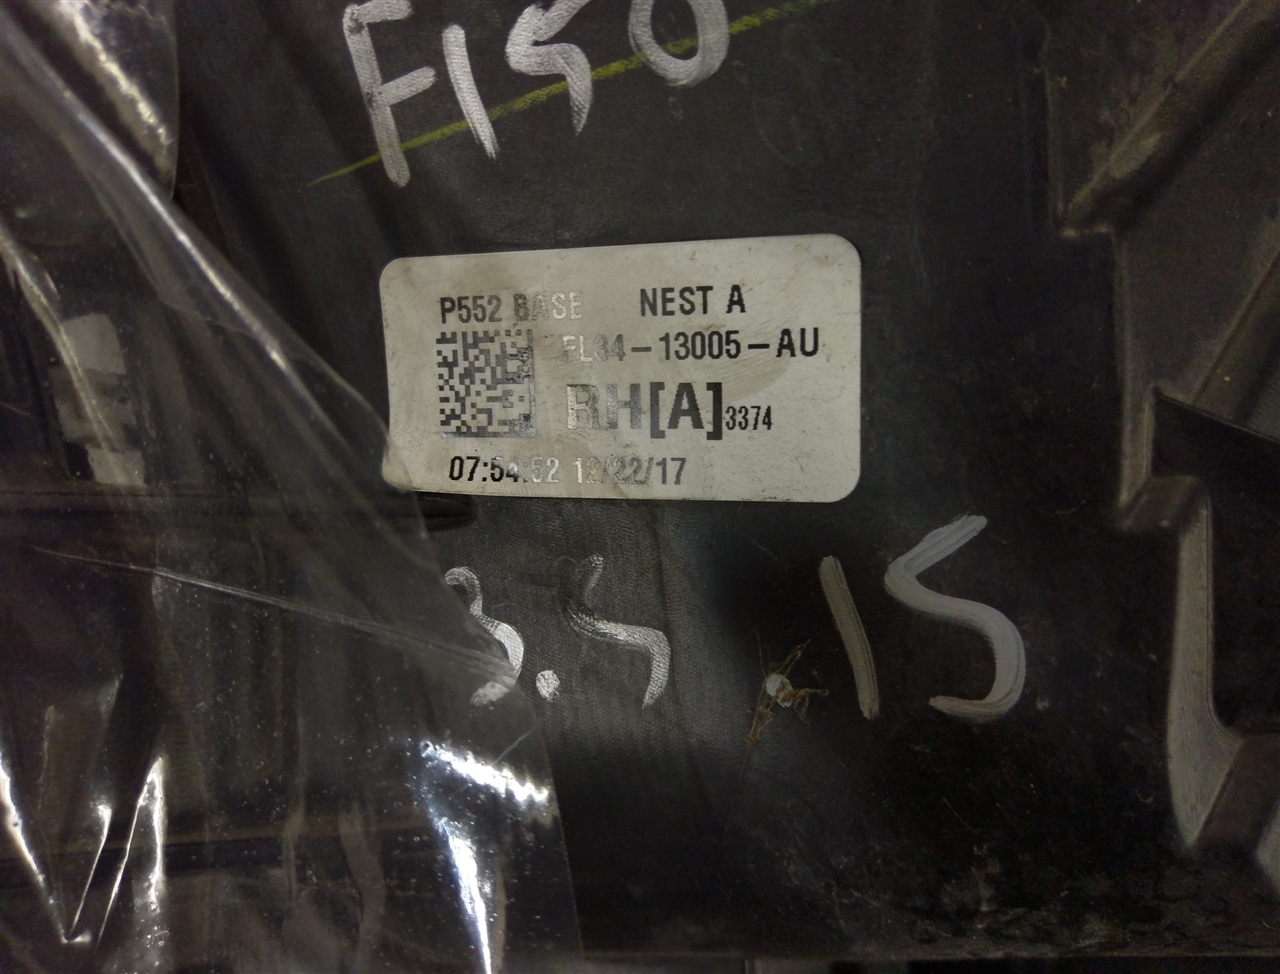 F150
P552 BASE NEST A
FL34-13005-AU
RH[A] 3374
07:54:52 12/22/17
3.5 15